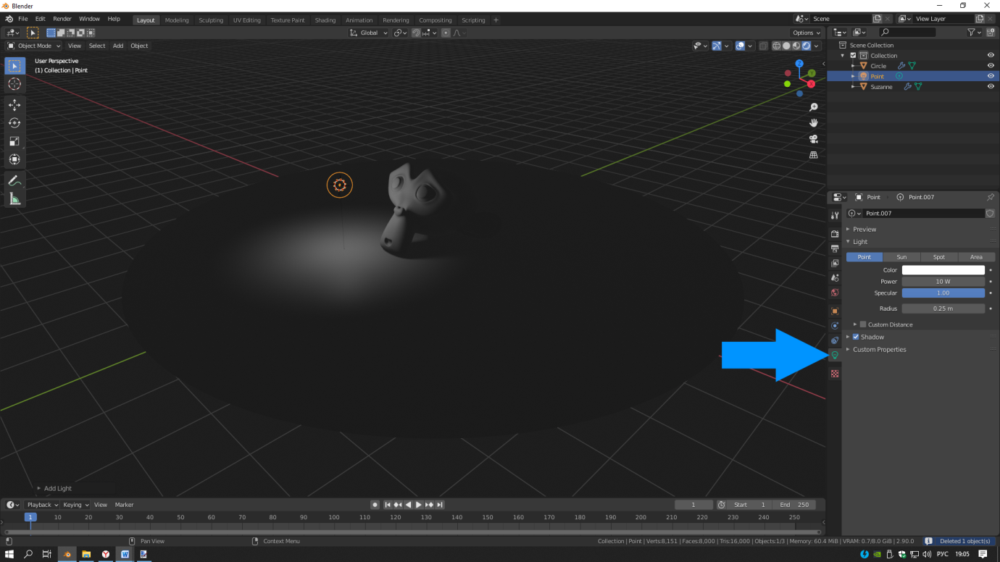 Blender
File Edit Render Window Help Layout Modeling Sculpting UV Editing Texture Paint Shading Animation Rendering Compositing Scripting + Scene View Layer
Global Options
Object Mode View Select Add Object
User Perspective
(1) Collection | Point
Z
Y
X
Scene Collection
Collection
Circle
Point
Suzanne
Point Point.007
Point.007
Preview
Light
Point Sun Spot Area
Color
Power 10 W
Specular 1.00
Radius 0.25 m
Custom Distance
Shadow
Custom Properties
Add Light
Playback Keying View Marker 1 Start 1 End 250
1 10 20 30 40 50 60 70 80 90 100 110 120 130 140 150 160 170 180 190 200 210 220 230 240 250
Pan View Context Menu Collection | Point | Verts:8,151 | Faces:8,000 | Tris:16,000 | Objects:1/3 | Memory: 60.4 MiB | VRAM: 0.7/8.0 GiB | 2.90.0 Deleted 1 object(s)
РУС 19:05